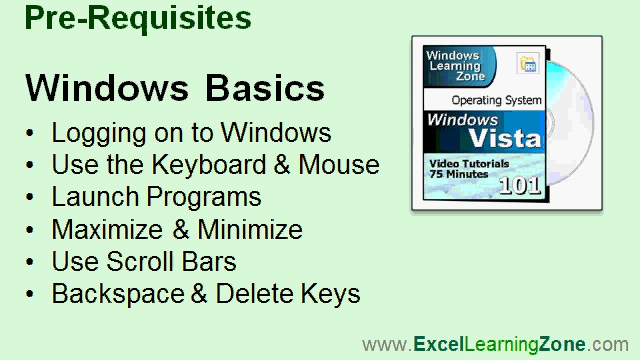 Pre-Requisites
Windows Basics
• Logging on to Windows
• Use the Keyboard & Mouse
• Launch Programs
• Maximize & Minimize
• Use Scroll Bars
• Backspace & Delete Keys
Windows
Learning
Zone
Operating System
Windows
Vista
Video Tutorials
75 Minutes
101
www.ExcelLearningZone.com